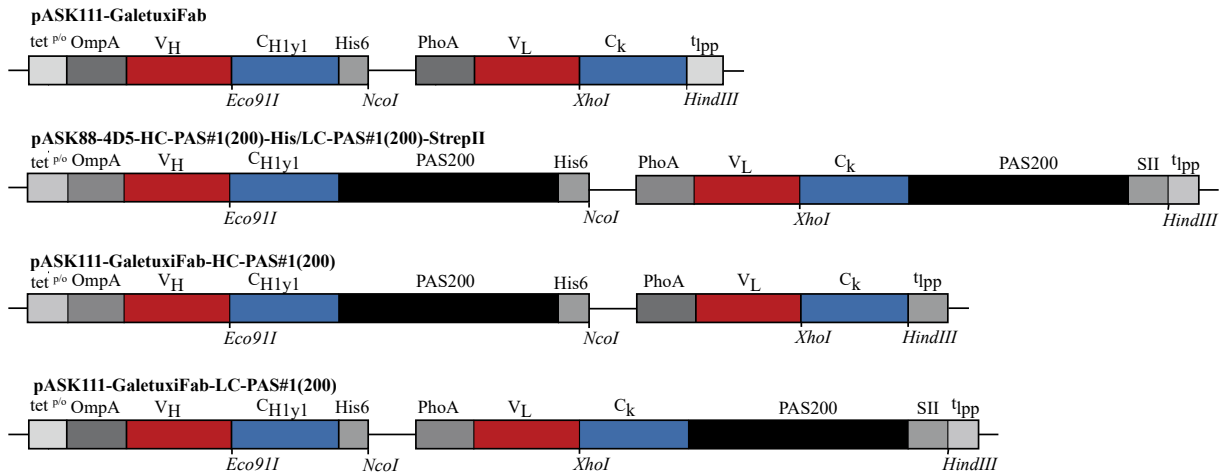 pASK111-GaletuxiFab
tet p/o OmpA VH CH1y1 His6 PhoA VL Ck tlpp
Eco91I NcoI XhoI HindIII
pASK88-4D5-HC-PAS#1(200)-His/LC-PAS#1(200)-StrepII
tet p/o OmpA VH CH1y1 PAS200 His6 PhoA VL Ck PAS200 SII tlpp
Eco91I NcoI XhoI HindIII
pASK111-GaletuxiFab-HC-PAS#1(200)
tet p/o OmpA VH CH1y1 PAS200 His6 PhoA VL Ck tlpp
Eco91I NcoI XhoI HindIII
pASK111-GaletuxiFab-LC-PAS#1(200)
tet p/o OmpA VH CH1y1 His6 PhoA VL Ck PAS200 SII tlpp
Eco91I NcoI XhoI HindIII